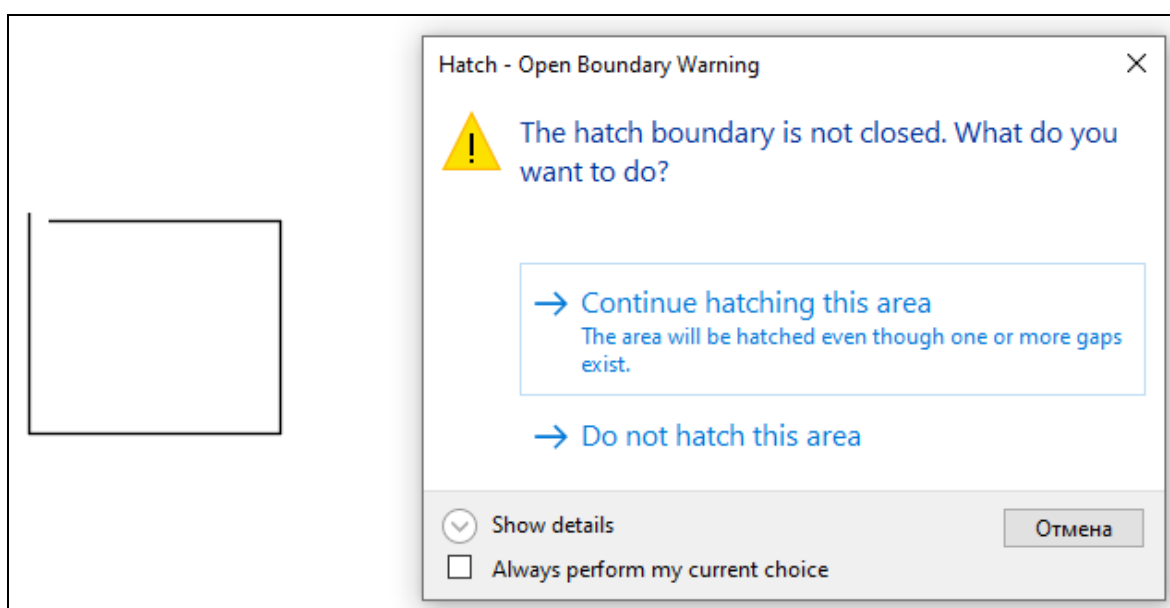 Hatch - Open Boundary Warning
The hatch boundary is not closed. What do you
want to do?
Continue hatching this area
The area will be hatched even though one or more gaps
exist.
Do not hatch this area
Show details
Отмена
Always perform my current choice